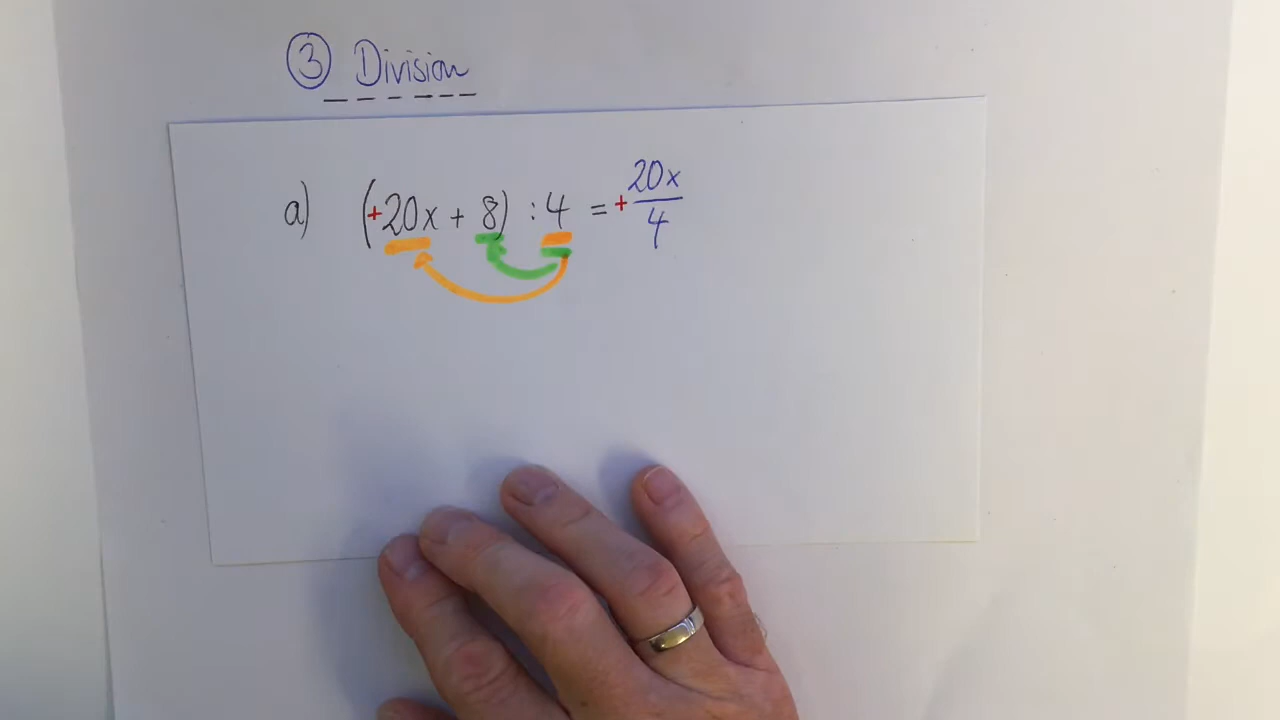 ③ Division
a) (+20x + 8) : 4 = + 20x/4